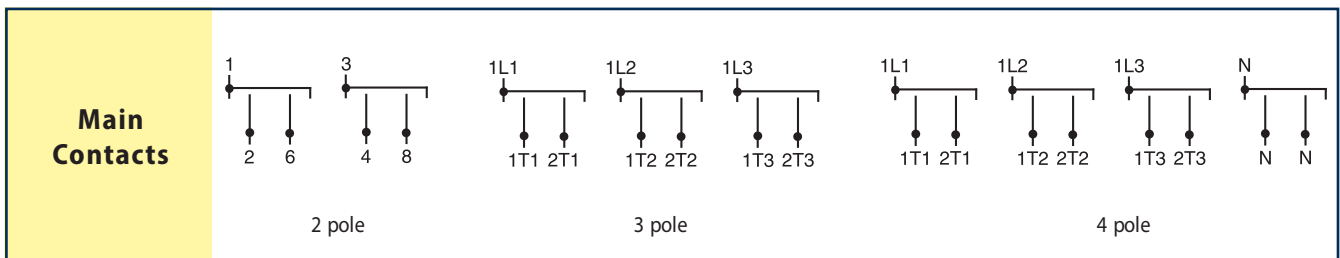 Main
Contacts
1 3
2 6 4 8
2 pole
1L1 1L2 1L3
1T1 2T1 1T2 2T2 1T3 2T3
3 pole
1L1 1L2 1L3 N
1T1 2T1 1T2 2T2 1T3 2T3 N N
4 pole